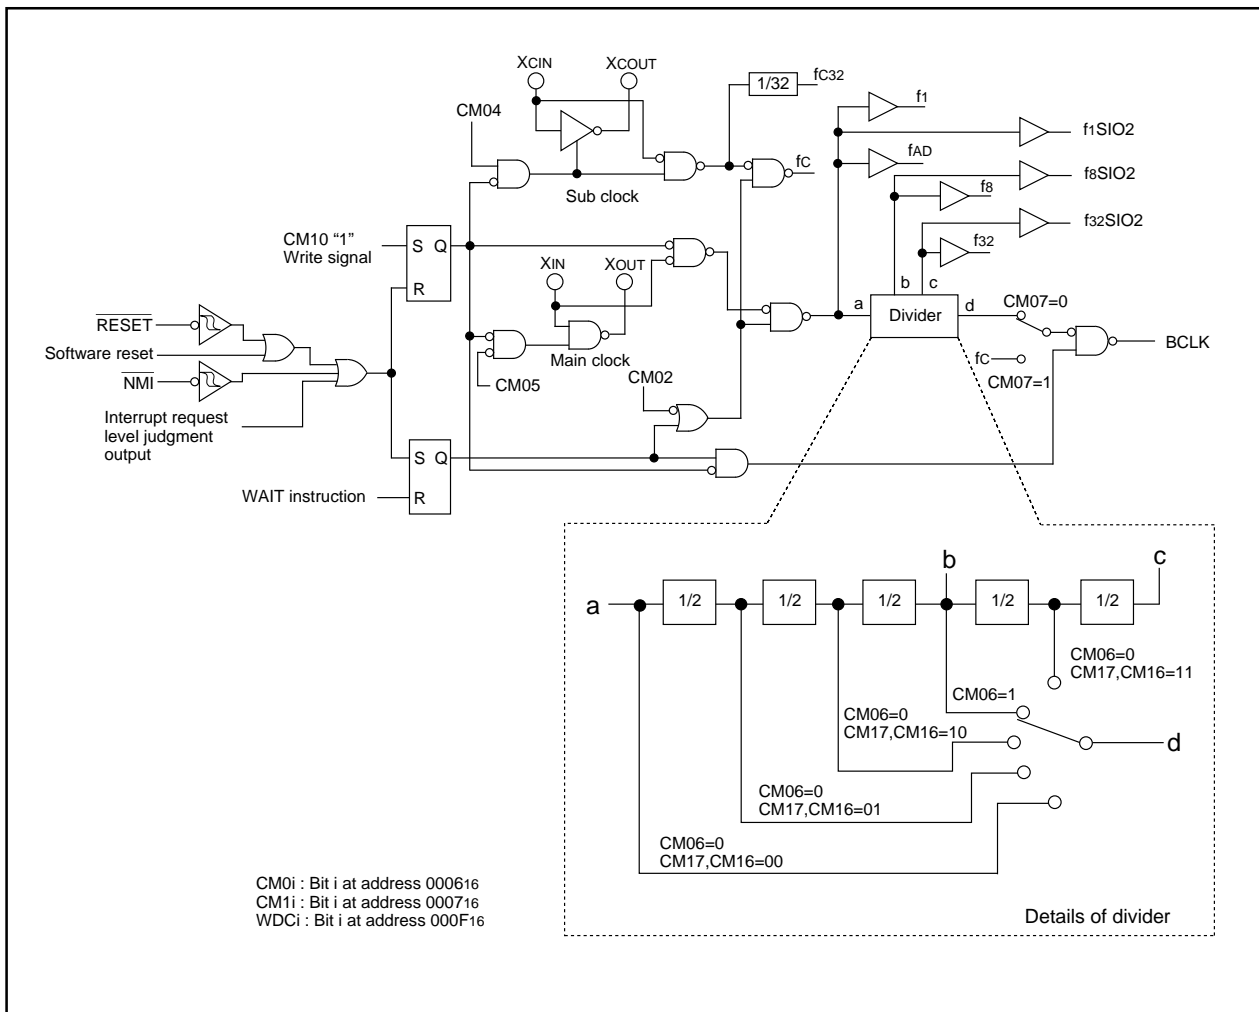 XCIN
XCOUT
1/32
fC32
f1
CM04
f1SIO2
fAD
fC
f8SIO2
Sub clock
f8
f32SIO2
CM10 “1”
Write signal
S Q
R
f32
XIN
XOUT
b
c
a
Divider
d
CM07=0
RESET
BCLK
Software reset
Main clock
fC
CM07=1
NMI
CM05
CM02
Interrupt request
level judgment
output
S Q
R
WAIT instruction
b
c
a
1/2
1/2
1/2
1/2
1/2
CM06=0
CM17,CM16=11
CM06=1
CM06=0
CM17,CM16=10
d
CM06=0
CM17,CM16=01
CM06=0
CM17,CM16=00
CM0i : Bit i at address 000616
CM1i : Bit i at address 000716
WDCi : Bit i at address 000F16
Details of divider